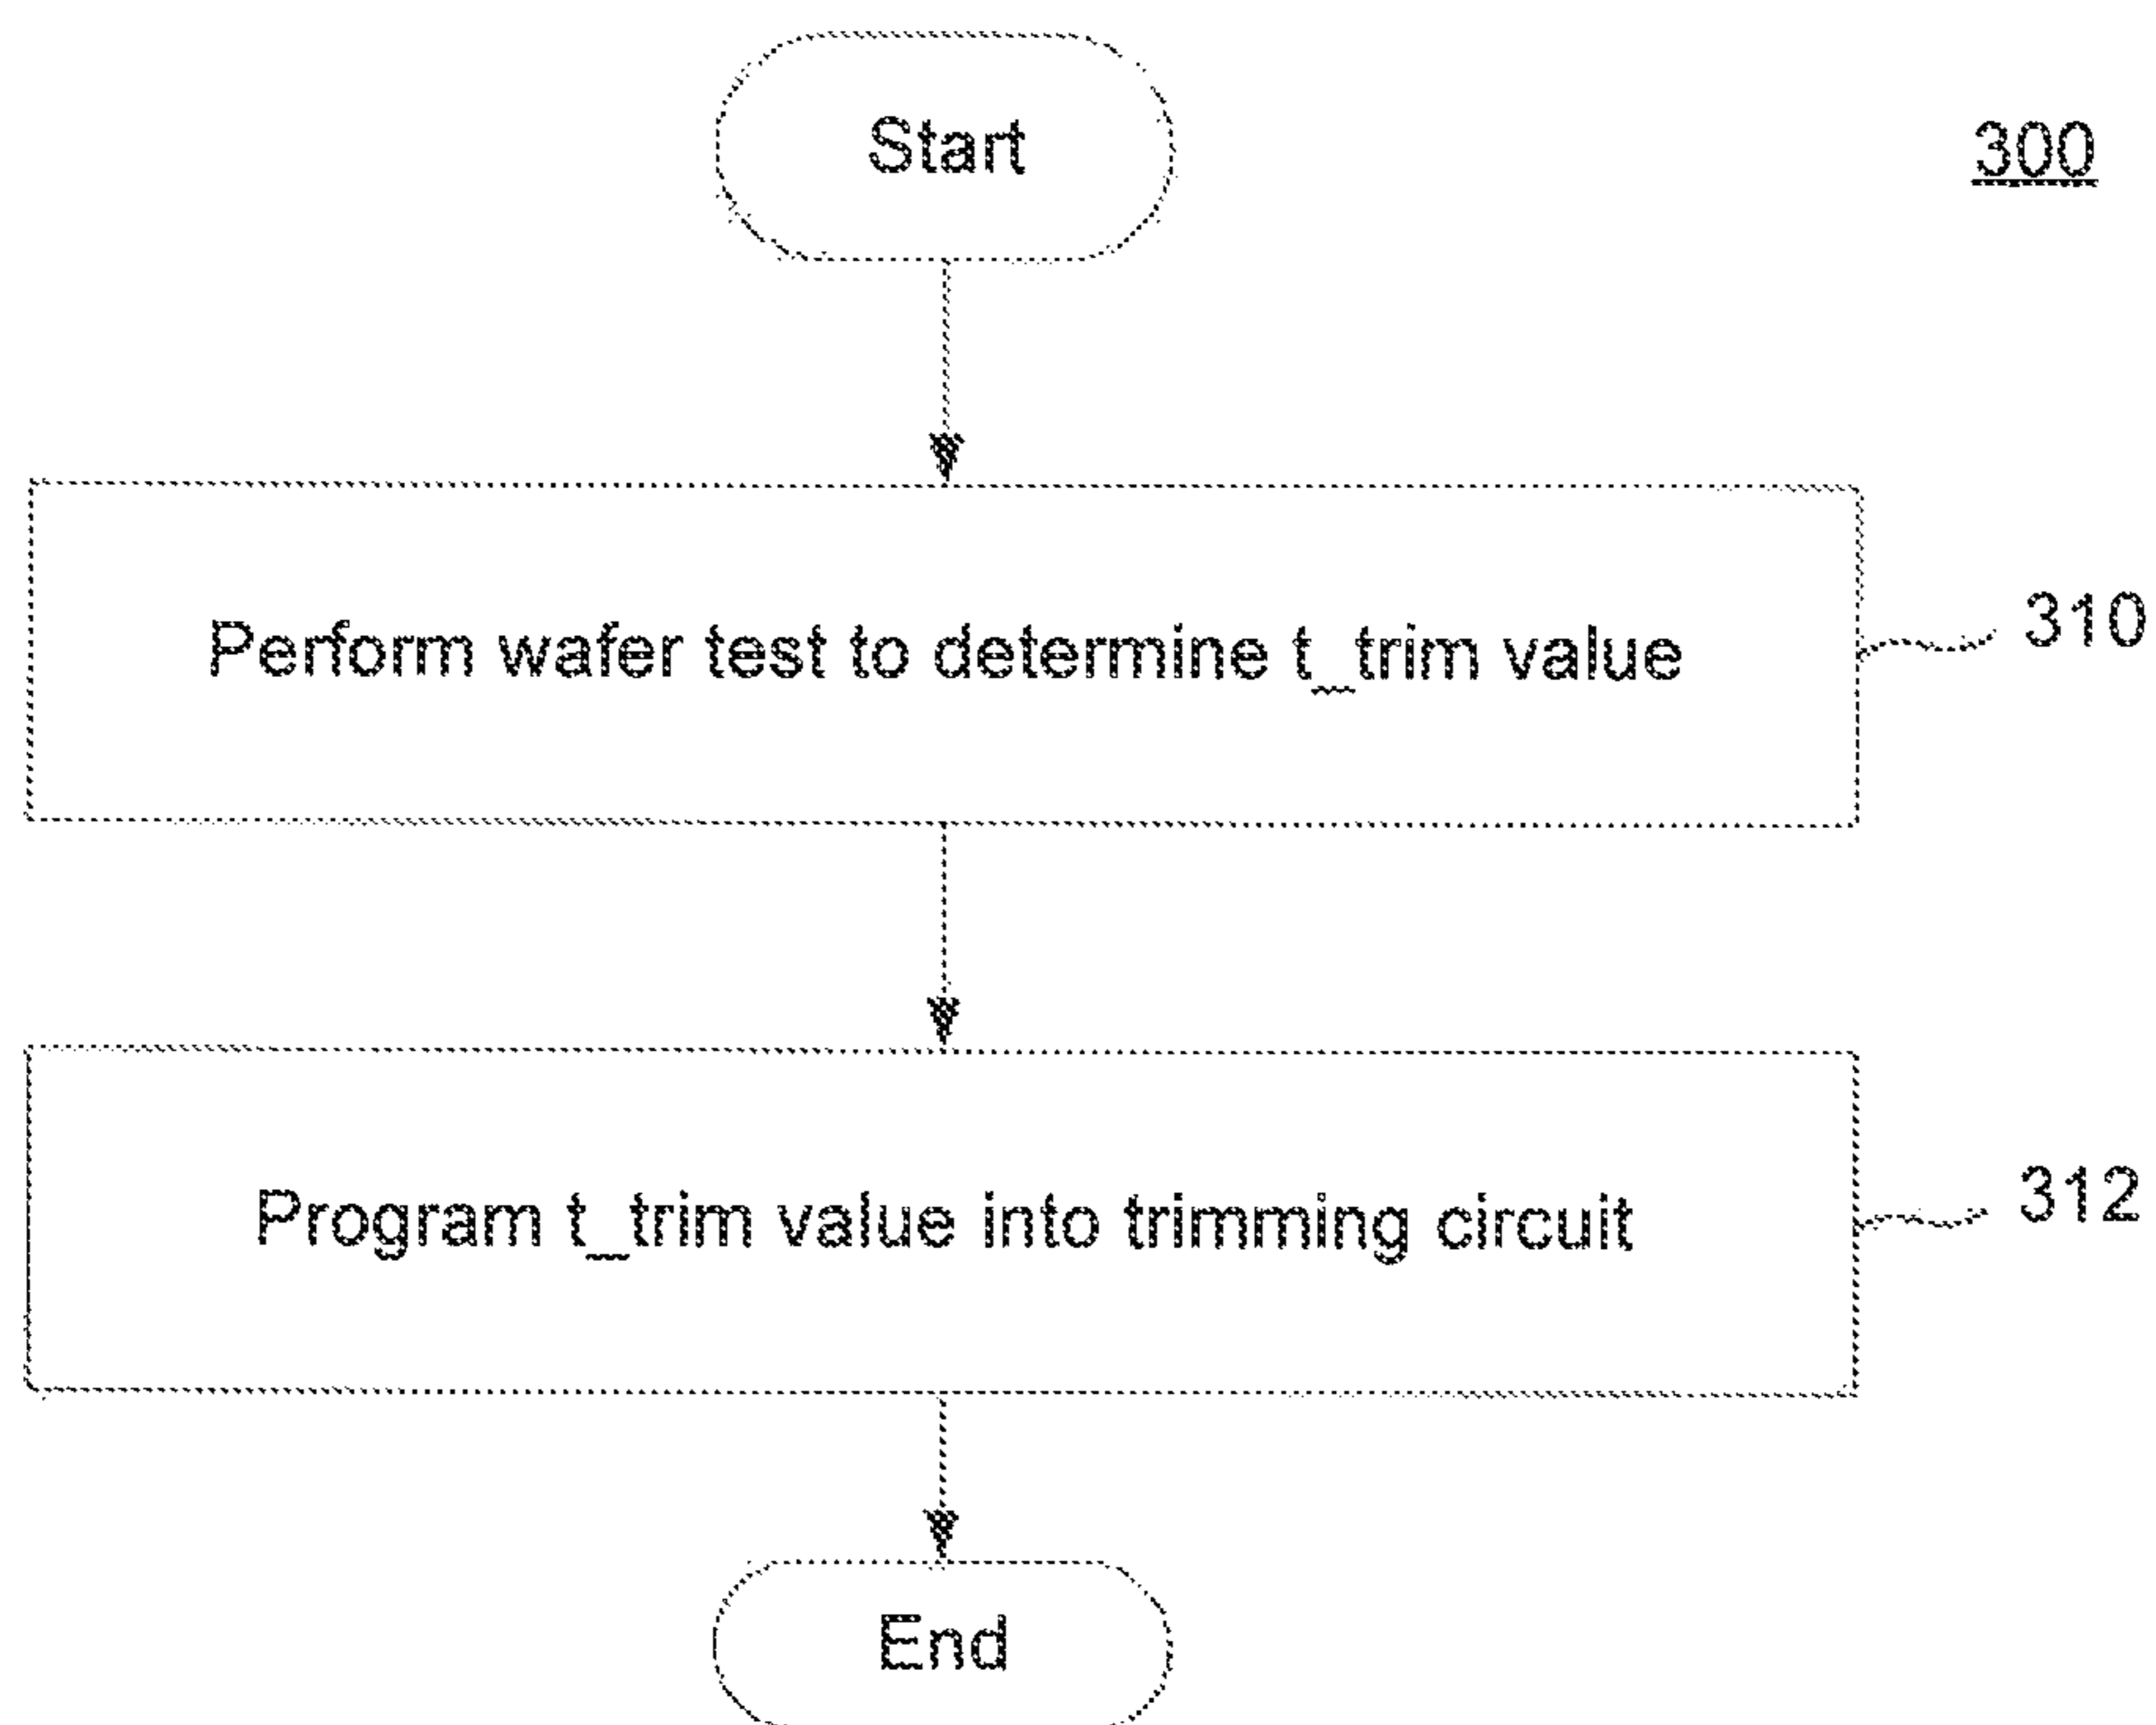 Start
300
Perform wafer test to determine t_trim value
310
Program t_trim value into trimming circuit
312
End